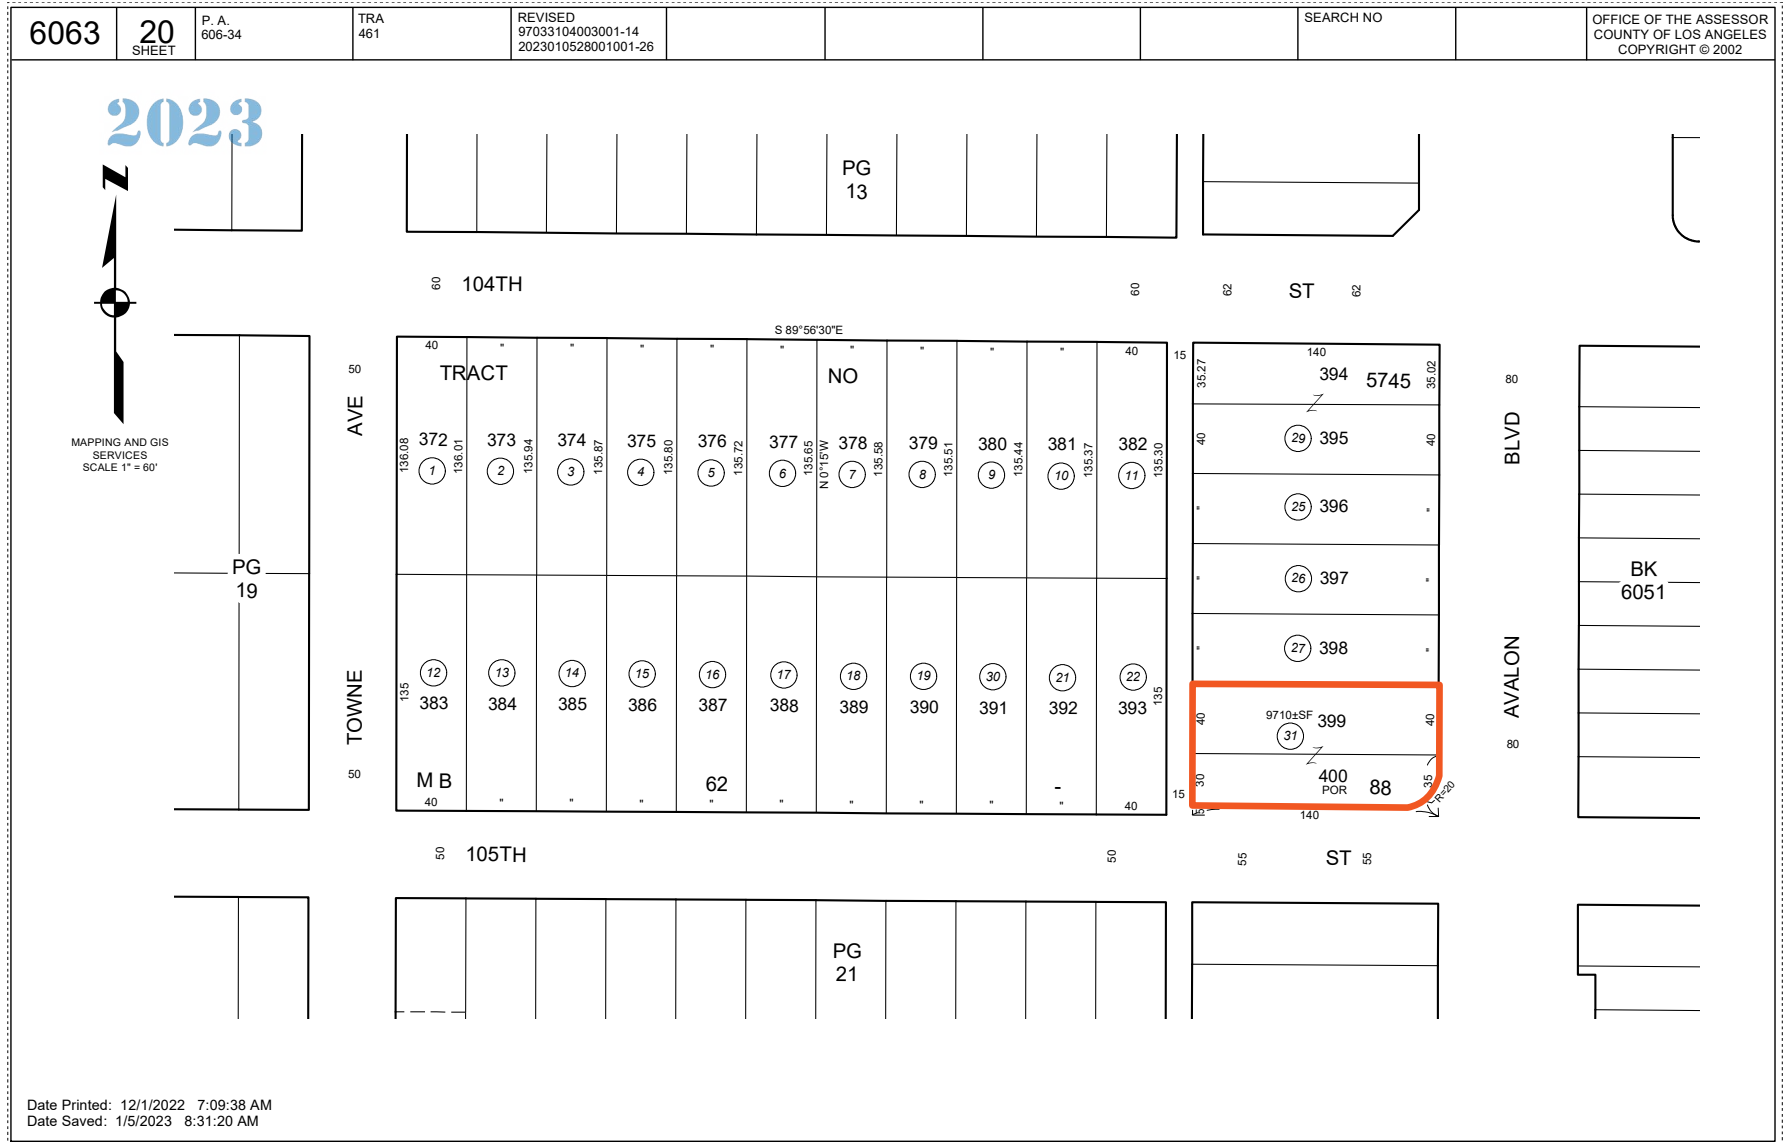 6063
20
SHEET
P. A.
606-34
TRA
461
REVISED
97033104003001-14
2023010528001001-26
SEARCH NO
OFFICE OF THE ASSESSOR
COUNTY OF LOS ANGELES
COPYRIGHT © 2002
2023
N
MAPPING AND GIS
SERVICES
SCALE 1" = 60'
PG
13
60 104TH 60 62 ST 62
S 89°56'30"E
40 " " " " " " " " " 40
15
140
50
TRACT NO
35.27 394 5745 35.02
80
AVE
BLVD
372 373 374 375 376 377 378 379 380 381 382
136.08 136.01 135.94 135.87 135.80 135.72 135.65 N 0°15'W 135.58 135.51 135.44 135.37 135.30
1 2 3 4 5 6 7 8 9 10 11
40 29 395 40
" 25 396 "
" 26 397 "
" 27 398 "
PG
19
BK
6051
12 13 14 15 16 17 18 19 30 21 22
135 383 384 385 386 387 388 389 390 391 392 393 135
TOWNE
AVALON
40 9710±SF 399 40
31
80
50
M B 62 -
40 " " " " " " " " " 40
15
30 400 88 35
POR
R=20
5 140
50 105TH 50 55 ST 55
PG
21
Date Printed: 12/1/2022 7:09:38 AM
Date Saved: 1/5/2023 8:31:20 AM